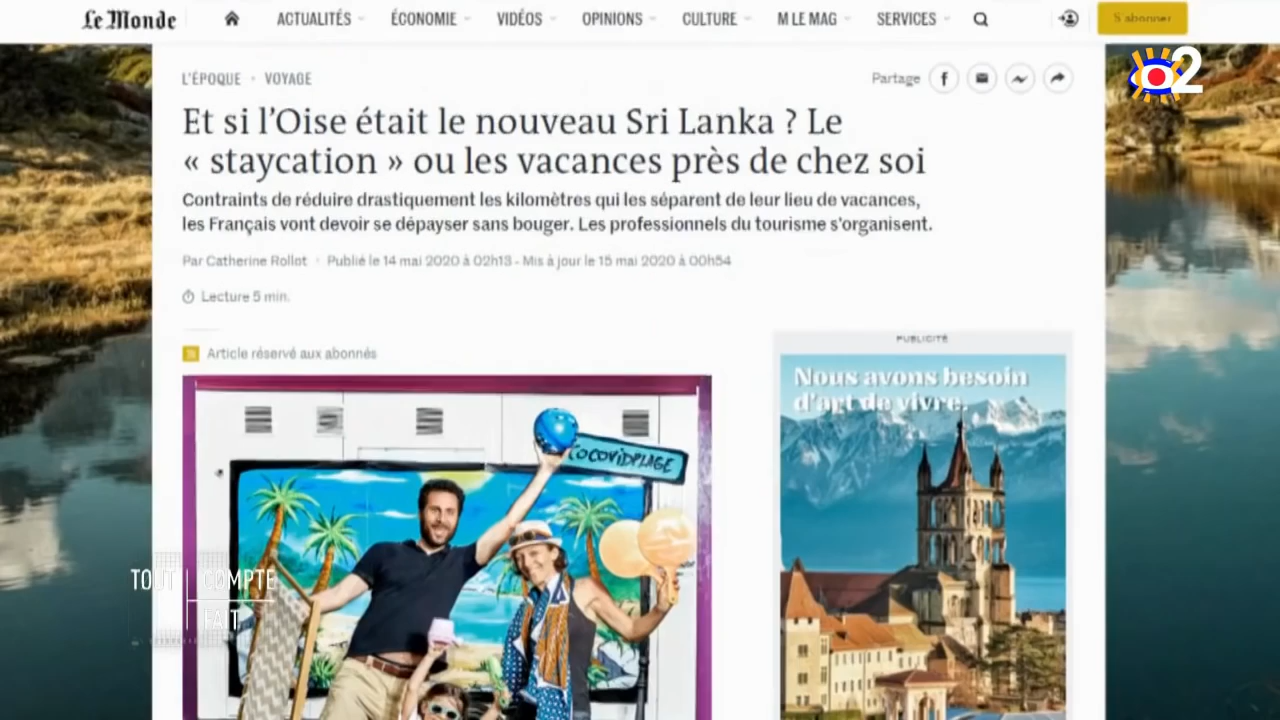 Le Monde
ACTUALITÉS
ÉCONOMIE
VIDÉOS
OPINIONS
CULTURE
M LE MAG
SERVICES
S'abonner
2
L'ÉPOQUE • VOYAGE
Partage
Et si l'Oise était le nouveau Sri Lanka ? Le
« staycation » ou les vacances près de chez soi
Contraints de réduire drastiquement les kilomètres qui les séparent de leur lieu de vacances,
les Français vont devoir se dépayser sans bouger. Les professionnels du tourisme s'organisent.
Par Catherine Rollot • Publié le 14 mai 2020 à 02h13 - Mis à jour le 15 mai 2020 à 00h54
Lecture 5 min.
Article réservé aux abonnés
PUBLICITÉ
Nous avons besoin
d'art de vivre.
COCOVIDPLAGE
TOUT COMPTE
FAIT